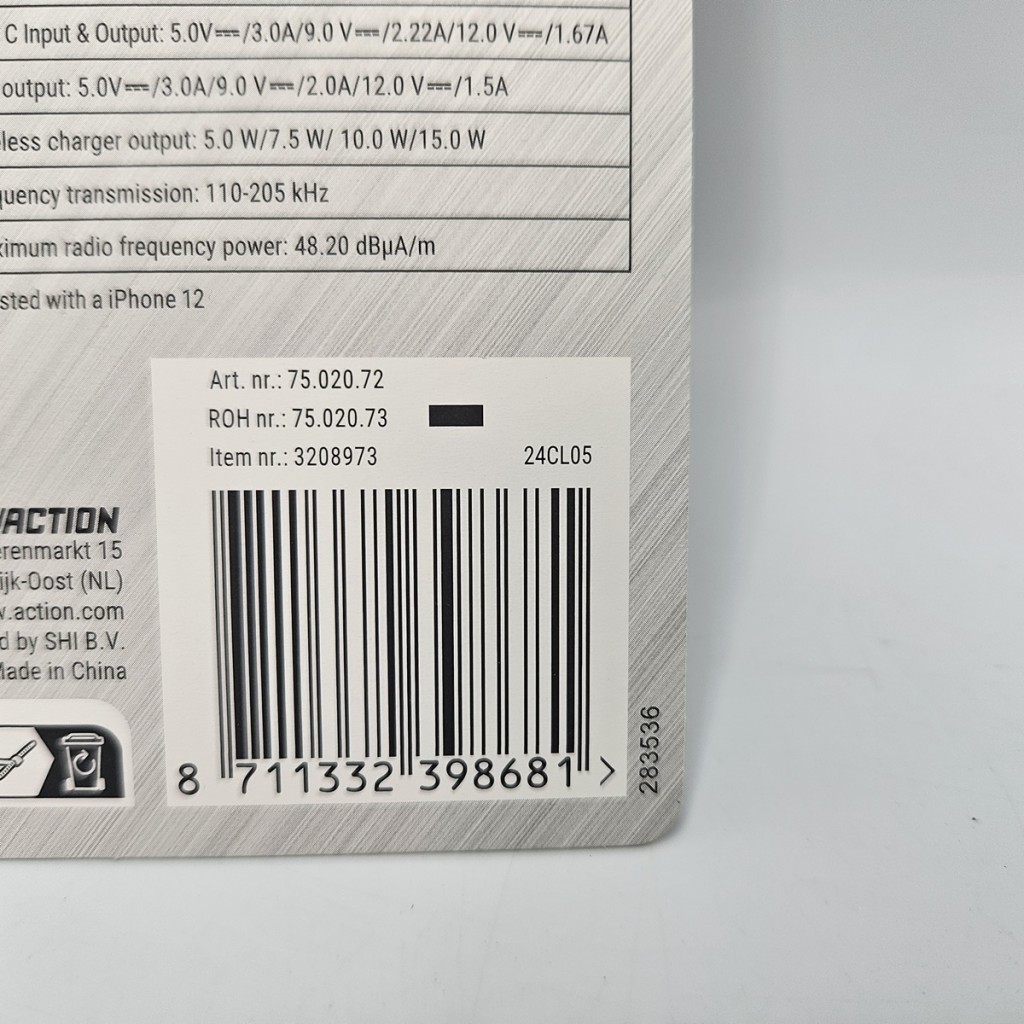 C Input & Output: 5.0V⎓/3.0A/9.0 V⎓/2.22A/12.0 V⎓/1.67A
output: 5.0V⎓/3.0A/9.0 V⎓/2.0A/12.0 V⎓/1.5A
less charger output: 5.0 W/7.5 W/ 10.0 W/15.0 W
quency transmission: 110-205 kHz
ximum radio frequency power: 48.20 dBµA/m
sted with a iPhone 12
Art. nr.: 75.020.72
ROH nr.: 75.020.73
Item nr.: 3208973 24CL05
ACTION
renmarkt 15
ijk-Oost (NL)
.action.com
d by SHI B.V.
Made in China
8 711332 398681 >
283536